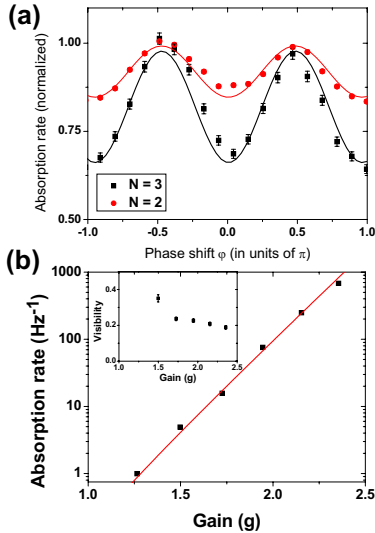 (a)
Absorption rate (normalized)
1.00
0.75
0.50
N = 3
N = 2
-1.0 -0.5 0.0 0.5 1.0
Phase shift φ (in units of π)
(b)
Absorption rate (Hz-1)
1000
100
10
1
Visibility
0.4
0.2
0.0
1.0 1.5 2.0 2.5
Gain (g)
1.0 1.5 2.0 2.5
Gain (g)